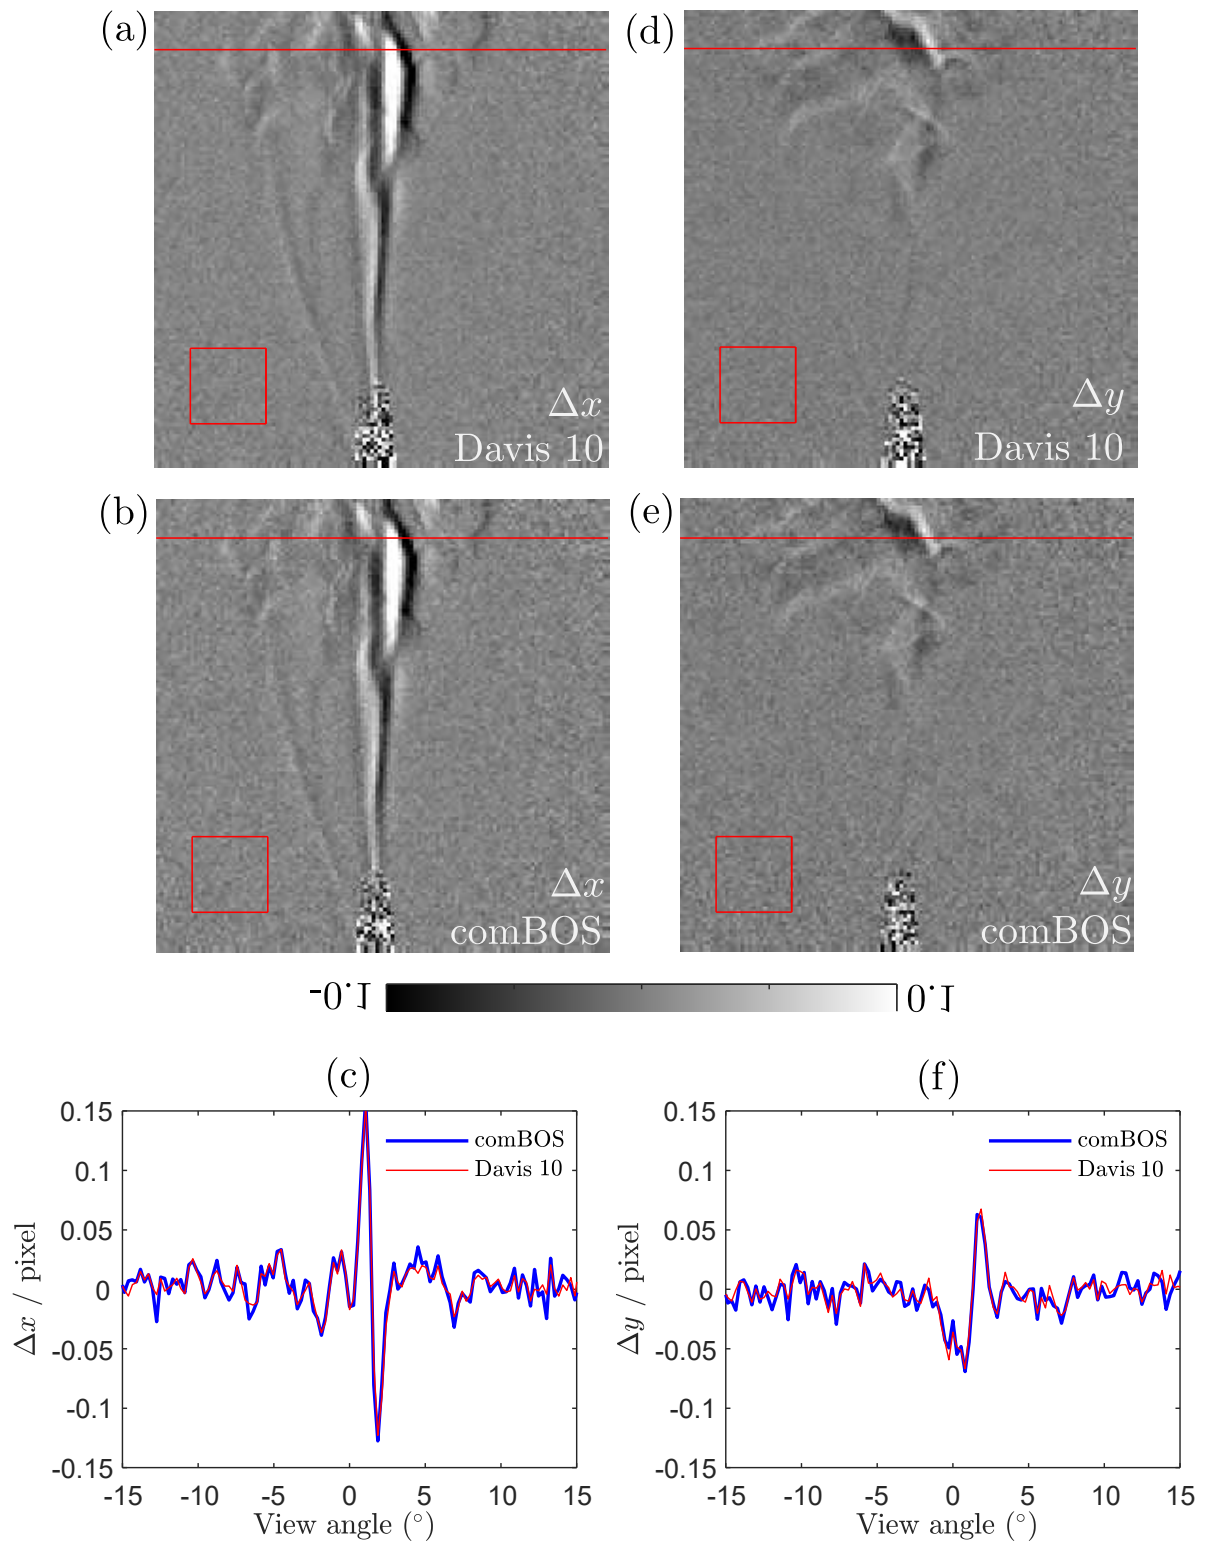 (a)
Δx
Davis 10
(d)
Δy
Davis 10
(b)
Δx
comBOS
(e)
Δy
comBOS
-0.1
0.1
(c)
0.15
0.1
0.05
0
-0.05
-0.1
-0.15
Δx / pixel
comBOS
Davis 10
-15 -10 -5 0 5 10 15
View angle (°)
(f)
0.15
0.1
0.05
0
-0.05
-0.1
-0.15
Δy / pixel
comBOS
Davis 10
-15 -10 -5 0 5 10 15
View angle (°)